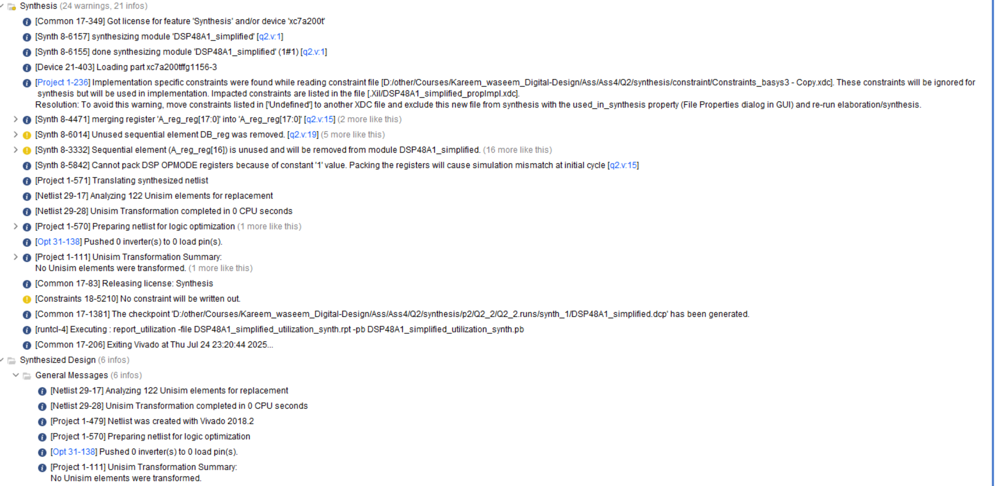 Synthesis (24 warnings, 21 infos)
[Common 17-349] Got license for feature 'Synthesis' and/or device 'xc7a200t'
[Synth 8-6157] synthesizing module 'DSP48A1_simplified' [q2.v:1]
[Synth 8-6155] done synthesizing module 'DSP48A1_simplified' (1#1) [q2.v:1]
[Device 21-403] Loading part xc7a200tffg1156-3
[Project 1-236] Implementation specific constraints were found while reading constraint file [D:/other/Courses/Kareem_waseem_Digital-Design/Ass/Ass4/Q2/synthesis/constraint/Constraints_basys3 - Copy.xdc]. These constraints will be ignored for
synthesis but will be used in implementation. Impacted constraints are listed in the file [.Xil/DSP48A1_simplified_propImpl.xdc].
Resolution: To avoid this warning, move constraints listed in ['Undefined'] to another XDC file and exclude this new file from synthesis with the used_in_synthesis property (File Properties dialog in GUI) and re-run elaboration/synthesis.
[Synth 8-4471] merging register 'A_reg_reg[17:0]' into 'A_reg_reg[17:0]' [q2.v:15] (2 more like this)
[Synth 8-6014] Unused sequential element DB_reg was removed. [q2.v:19] (5 more like this)
[Synth 8-3332] Sequential element (A_reg_reg[16]) is unused and will be removed from module DSP48A1_simplified. (16 more like this)
[Synth 8-5842] Cannot pack DSP OPMODE registers because of constant '1' value. Packing the registers will cause simulation mismatch at initial cycle [q2.v:15]
[Project 1-571] Translating synthesized netlist
[Netlist 29-17] Analyzing 122 Unisim elements for replacement
[Netlist 29-28] Unisim Transformation completed in 0 CPU seconds
[Project 1-570] Preparing netlist for logic optimization (1 more like this)
[Opt 31-138] Pushed 0 inverter(s) to 0 load pin(s).
[Project 1-111] Unisim Transformation Summary:
No Unisim elements were transformed. (1 more like this)
[Common 17-83] Releasing license: Synthesis
[Constraints 18-5210] No constraint will be written out.
[Common 17-1381] The checkpoint 'D:/other/Courses/Kareem_waseem_Digital-Design/Ass/Ass4/Q2/synthesis/p2/Q2_2/Q2_2.runs/synth_1/DSP48A1_simplified.dcp' has been generated.
[runtcl-4] Executing : report_utilization -file DSP48A1_simplified_utilization_synth.rpt -pb DSP48A1_simplified_utilization_synth.pb
[Common 17-206] Exiting Vivado at Thu Jul 24 23:20:44 2025...
Synthesized Design (6 infos)
General Messages (6 infos)
[Netlist 29-17] Analyzing 122 Unisim elements for replacement
[Netlist 29-28] Unisim Transformation completed in 0 CPU seconds
[Project 1-479] Netlist was created with Vivado 2018.2
[Project 1-570] Preparing netlist for logic optimization
[Opt 31-138] Pushed 0 inverter(s) to 0 load pin(s).
[Project 1-111] Unisim Transformation Summary:
No Unisim elements were transformed.